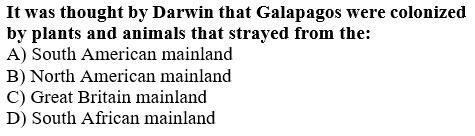 It was thought by Darwin that Galapagos were colonized
by plants and animals that strayed from the:
A) South American mainland
B) North American mainland
C) Great Britain mainland
D) South African mainland